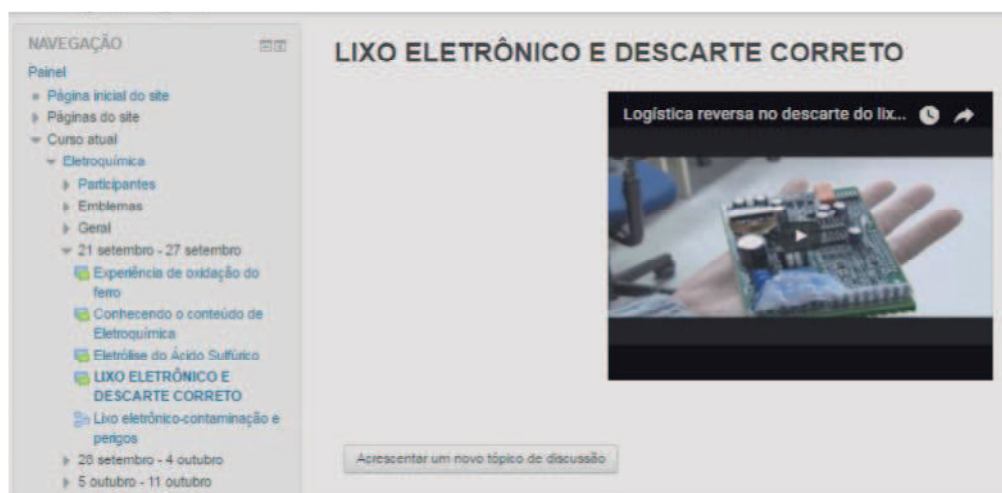 NAVEGAÇÃO
Painel
Página inicial do site
Páginas do site
Curso atual
Eletroquímica
Participantes
Emblemas
Geral
21 setembro - 27 setembro
Experiência de oxidação do
ferro
Conhecendo o conteúdo de
Eletroquímica
Eletrólise do Ácido Sulfúrico
LIXO ELETRÔNICO E
DESCARTE CORRETO
Lixo eletrônico-contaminação e
perigos
28 setembro - 4 outubro
5 outubro - 11 outubro
LIXO ELETRÔNICO E DESCARTE CORRETO
Logística reversa no descarte do lix...
Acrescentar um novo tópico de discussão